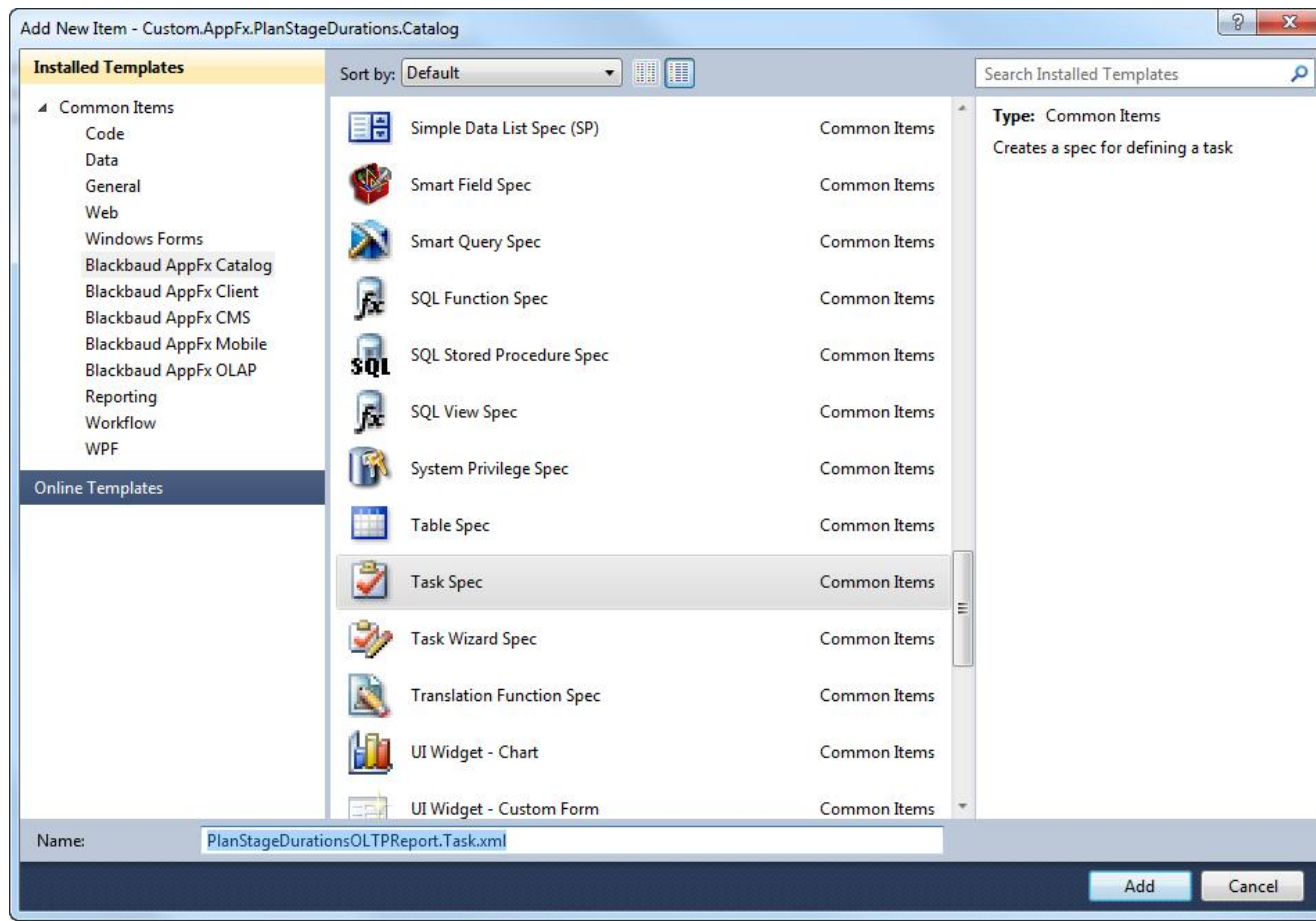 Add New Item - Custom.AppFx.PlanStageDurations.Catalog
Installed Templates
Common Items
Code
Data
General
Web
Windows Forms
Blackbaud AppFx Catalog
Blackbaud AppFx Client
Blackbaud AppFx CMS
Blackbaud AppFx Mobile
Blackbaud AppFx OLAP
Reporting
Workflow
WPF
Online Templates
Sort by: Default
Simple Data List Spec (SP) Common Items
Smart Field Spec Common Items
Smart Query Spec Common Items
fx SQL Function Spec Common Items
SQL SQL Stored Procedure Spec Common Items
fx SQL View Spec Common Items
System Privilege Spec Common Items
Table Spec Common Items
Task Spec Common Items
Task Wizard Spec Common Items
Translation Function Spec Common Items
UI Widget - Chart Common Items
UI Widget - Custom Form Common Items
Search Installed Templates
Type: Common Items
Creates a spec for defining a task
Name: PlanStageDurationsOLTPReport.Task.xml
Add Cancel